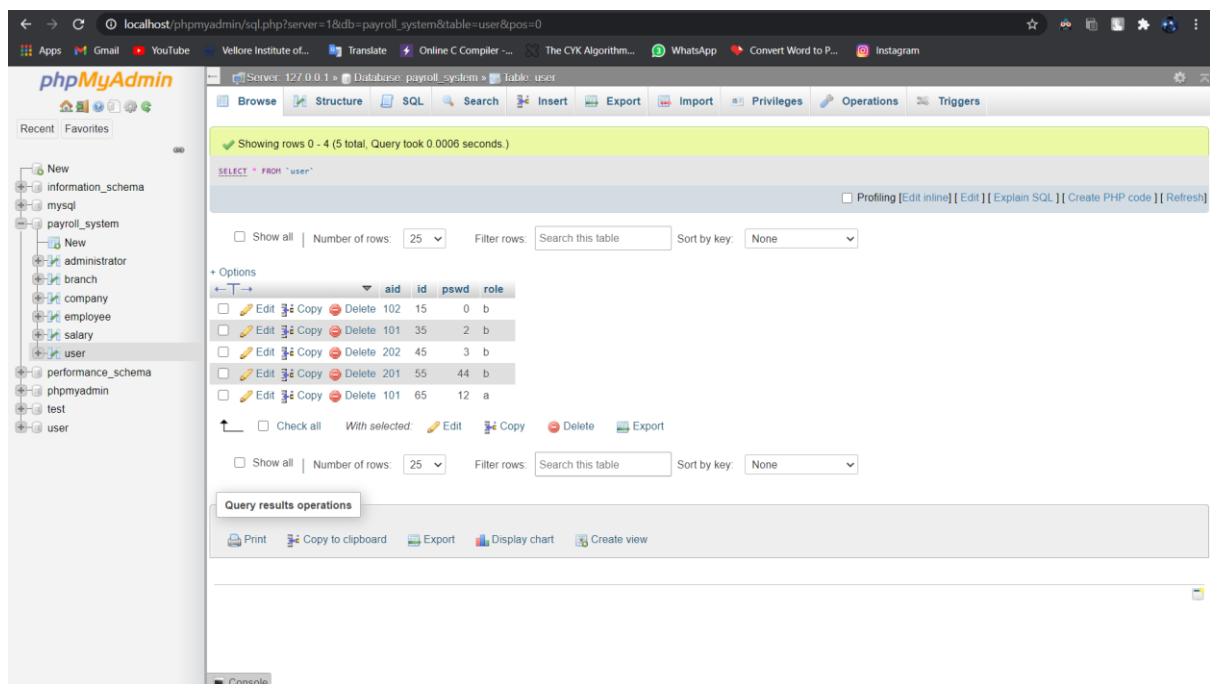 localhost/phpmyadmin/sql.php?server=1&db=payroll_system&table=user&pos=0
Apps Gmail YouTube Vellore Institute of... Translate Online C Compiler -... The CYK Algorithm... WhatsApp Convert Word to P... Instagram
phpMyAdmin
Recent Favorites
New
information_schema
mysql
payroll_system
New
administrator
branch
company
employee
salary
user
performance_schema
phpmyadmin
test
user
Server: 127.0.0.1 » Database: payroll_system » Table: user
Browse Structure SQL Search Insert Export Import Privileges Operations Triggers
Showing rows 0 - 4 (5 total, Query took 0.0006 seconds.)
SELECT * FROM `user`
Profiling [Edit inline] [ Edit ] [ Explain SQL ] [ Create PHP code ] [ Refresh]
Show all | Number of rows: 25 Filter rows: Search this table Sort by key: None
+ Options
←T→ aid id pswd role
Edit Copy Delete 102 15 0 b
Edit Copy Delete 101 35 2 b
Edit Copy Delete 202 45 3 b
Edit Copy Delete 201 55 44 b
Edit Copy Delete 101 65 12 a
Check all With selected: Edit Copy Delete Export
Show all | Number of rows: 25 Filter rows: Search this table Sort by key: None
Query results operations
Print Copy to clipboard Export Display chart Create view
Console